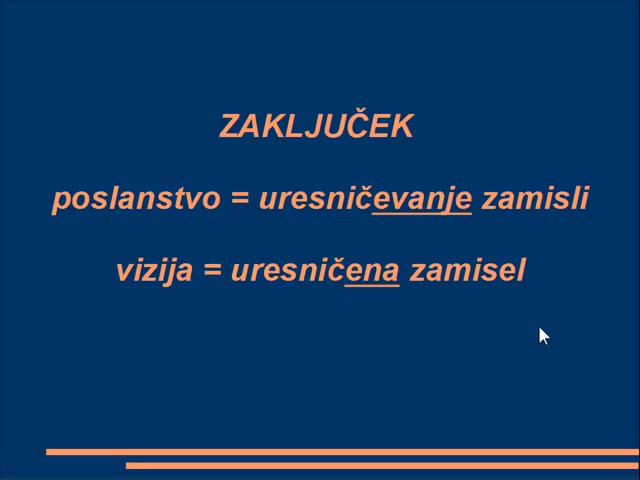 ZAKLJUČEK
poslanstvo = uresničevanje zamisli
vizija = uresničena zamisel